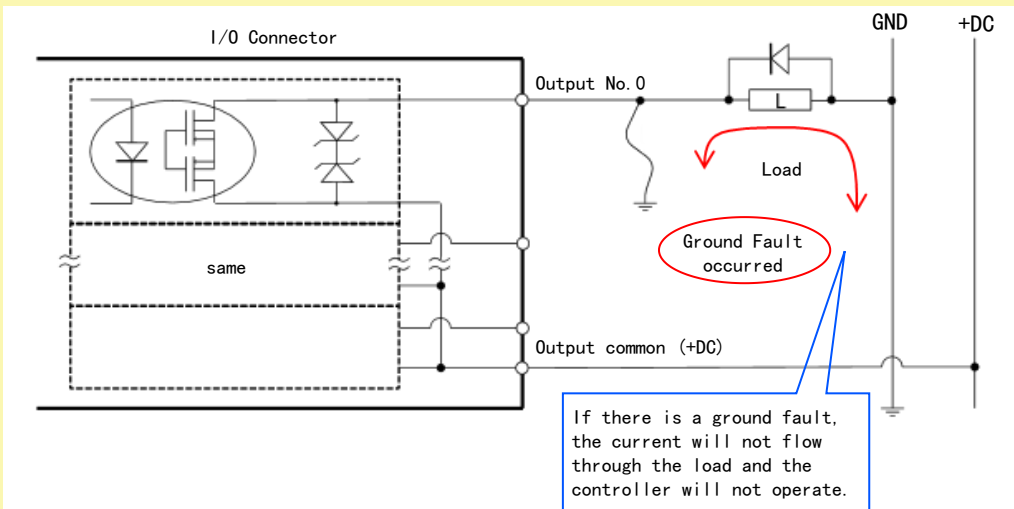 GND
+DC
I/O Connector
Output No.0
L
Load
Ground Fault
occurred
same
Output common (+DC)
If there is a ground fault,
the current will not flow
through the load and the
controller will not operate.